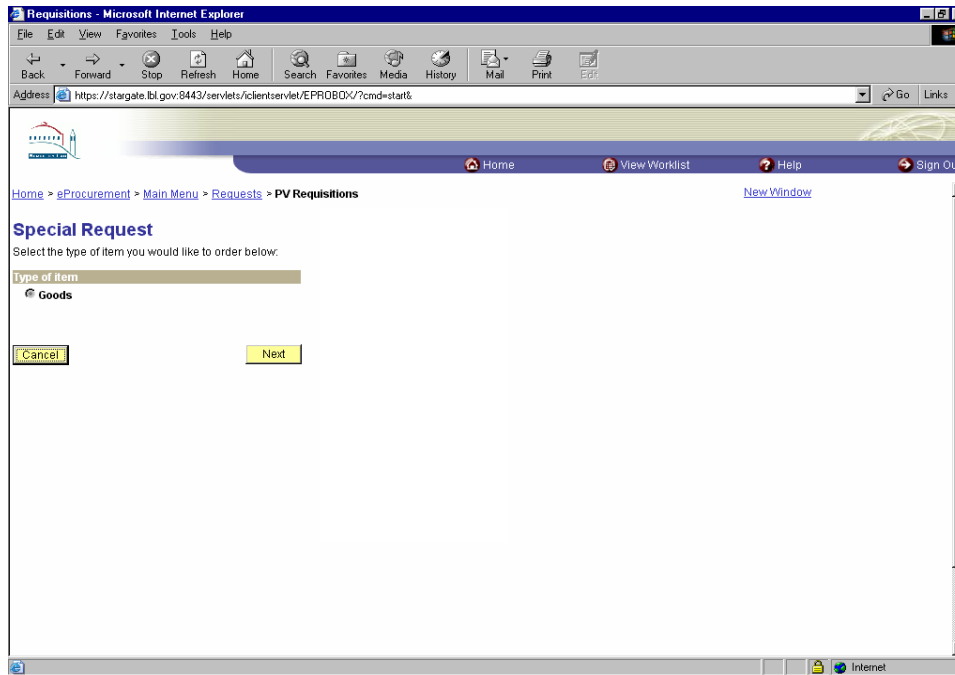 Requisitions - Microsoft Internet Explorer
File Edit View Favorites Tools Help
Back Forward Stop Refresh Home Search Favorites Media History Mail Print Edit
Address https://stargate.lbl.gov:8443/servlets/iclientservlet/EPROBOX/?cmd=start& Go Links
Home View Worklist Help Sign Ou
Home > eProcurement > Main Menu > Requests > PV Requisitions New Window
Special Request
Select the type of item you would like to order below:
Type of item
Goods
Cancel Next
Internet